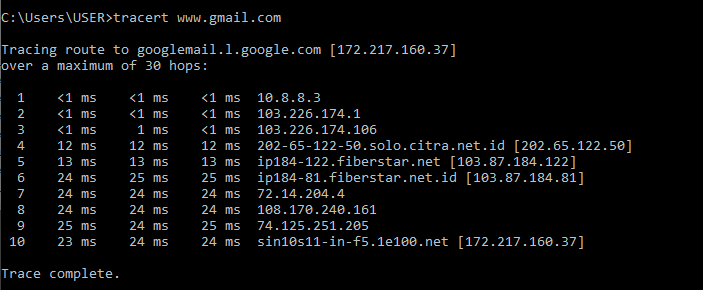 C:\Users\USER>tracert www.gmail.com
Tracing route to googlemail.l.google.com [172.217.160.37]
over a maximum of 30 hops:
1 <1 ms <1 ms <1 ms 10.8.8.3
2 <1 ms <1 ms <1 ms 103.226.174.1
3 <1 ms 1 ms <1 ms 103.226.174.106
4 12 ms 12 ms 12 ms 202-65-122-50.solo.citra.net.id [202.65.122.50]
5 13 ms 13 ms 13 ms ip184-122.fiberstar.net [103.87.184.122]
6 24 ms 25 ms 25 ms ip184-81.fiberstar.net.id [103.87.184.81]
7 24 ms 24 ms 24 ms 72.14.204.4
8 24 ms 24 ms 24 ms 108.170.240.161
9 25 ms 24 ms 25 ms 74.125.251.205
10 23 ms 24 ms 24 ms sin10s11-in-f5.1e100.net [172.217.160.37]
Trace complete.